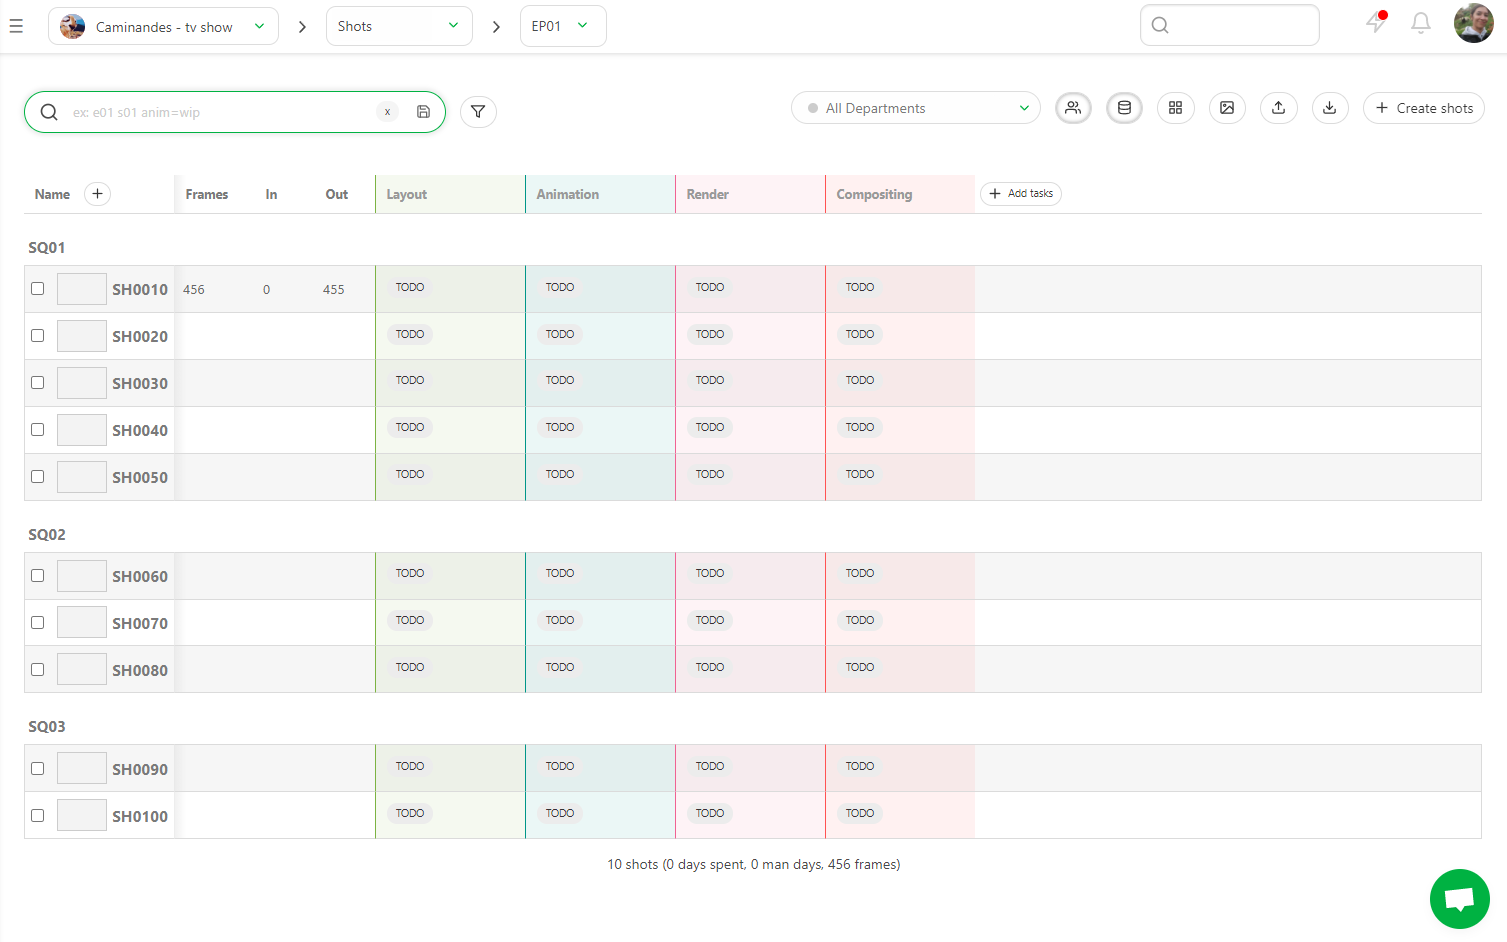 Caminandes - tv show
Shots
EP01
ex: e01 s01 anim=wip
x
All Departments
Create shots
Name Frames In Out Layout Animation Render Compositing Add tasks
SQ01
SH0010 456 0 455 TODO TODO TODO TODO
SH0020 TODO TODO TODO TODO
SH0030 TODO TODO TODO TODO
SH0040 TODO TODO TODO TODO
SH0050 TODO TODO TODO TODO
SQ02
SH0060 TODO TODO TODO TODO
SH0070 TODO TODO TODO TODO
SH0080 TODO TODO TODO TODO
SQ03
SH0090 TODO TODO TODO TODO
SH0100 TODO TODO TODO TODO
10 shots (0 days spent, 0 man days, 456 frames)